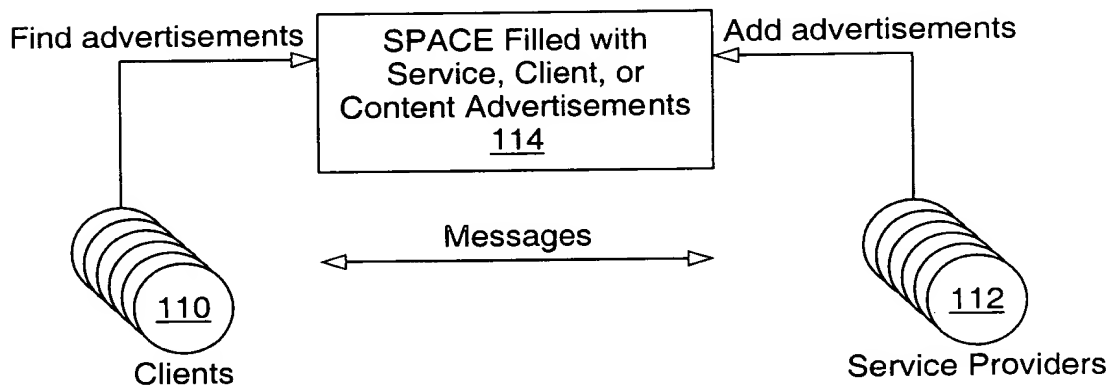 Find advertisements
SPACE Filled with
Service, Client, or
Content Advertisements
114
Add advertisements
Messages
110
Clients
112
Service Providers